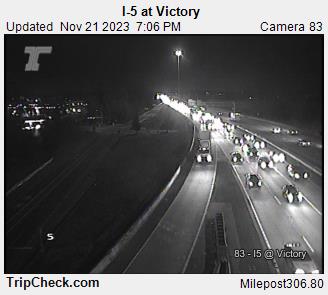 I-5 at Victory
Updated  Nov 21 2023  7:06 PM
Camera 83
T
S
83 - I5 @ Victory
TripCheck.com
Milepost306.80